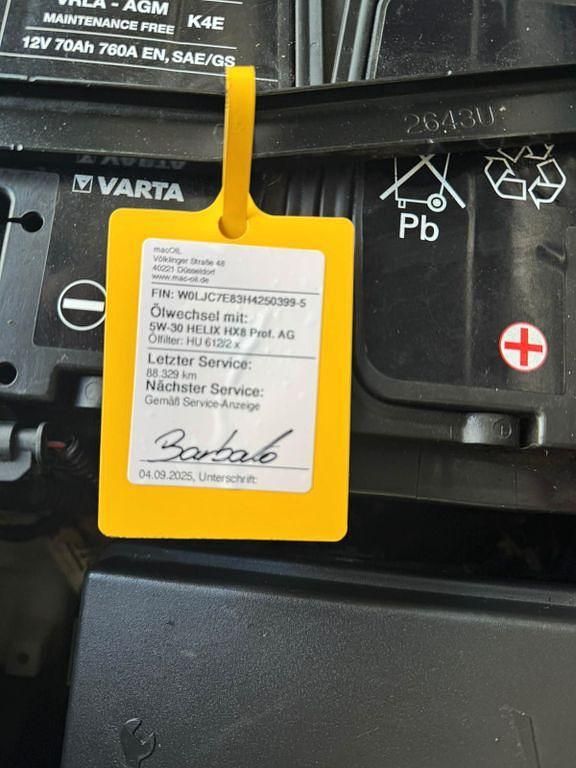 VRLA - AGM
MAINTENANCE FREE K4E
12V 70Ah 760A EN, SAE/GS
2643U
VARTA
Pb
macOIL
Völklinger Straße 48
40221 Düsseldorf
www.mac-oil.de
FIN: W0LJC7E83H4250399-5
Ölwechsel mit:
5W-30 HELIX HX8 Prof. AG
Ölfilter: HU 612/2 x
Letzter Service:
88.329 km
Nächster Service:
Gemäß Service-Anzeige
Barbato
04.09.2025, Unterschrift: